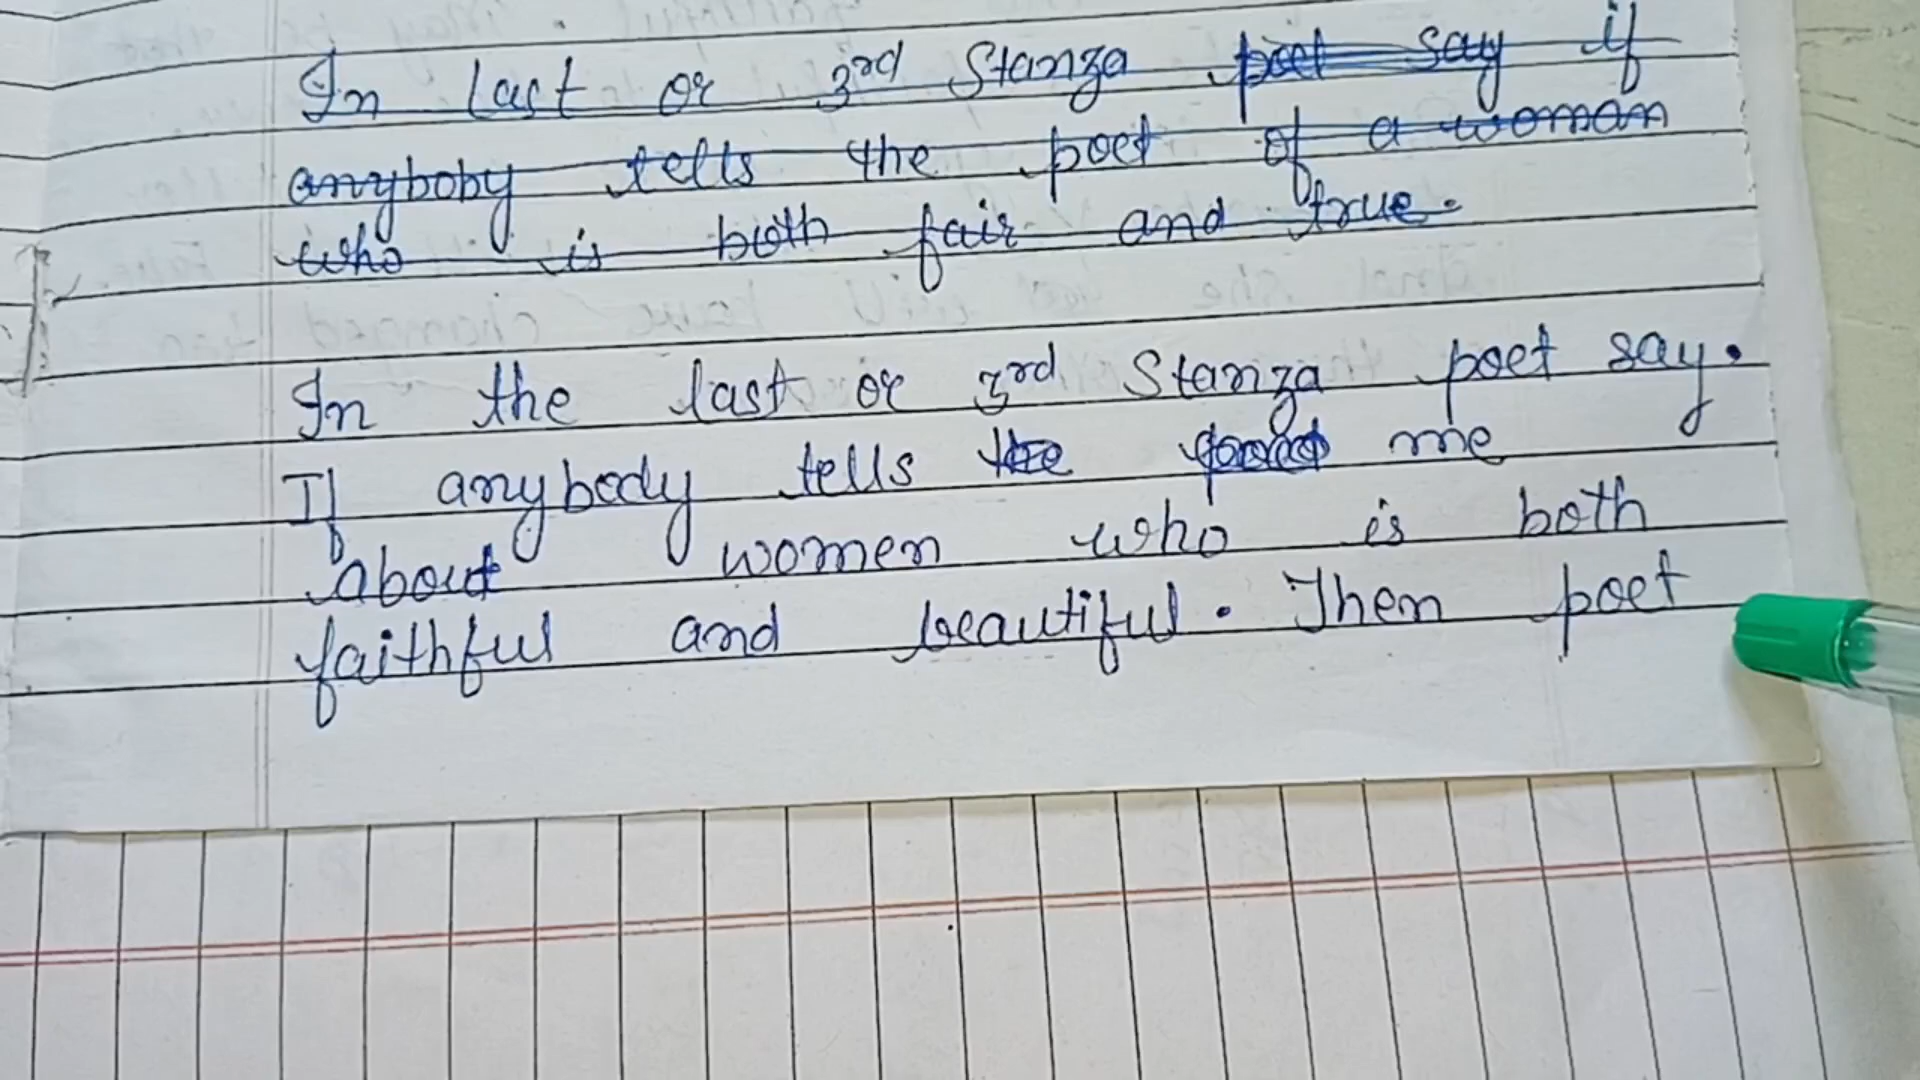 In last or 3rd Stanza poet say if
anyboby tells the poet of a woman
who is both fair and true.
In the last or 3rd Stanza poet say.
If anybody tells the me
about women who is both
faithful and beautiful. Then poet